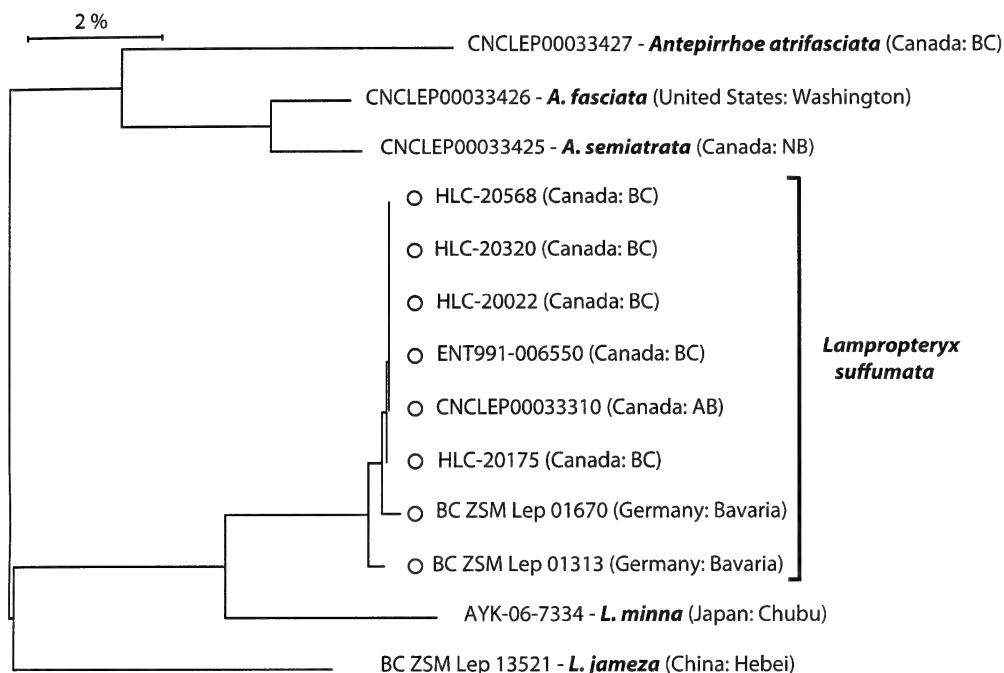 2 %
CNCLEP00033427 - Antepirrhoe atrifasciata (Canada: BC)
CNCLEP00033426 - A. fasciata (United States: Washington)
CNCLEP00033425 - A. semiatrata (Canada: NB)
HLC-20568 (Canada: BC)
HLC-20320 (Canada: BC)
HLC-20022 (Canada: BC)
ENT991-006550 (Canada: BC)
CNCLEP00033310 (Canada: AB)
HLC-20175 (Canada: BC)
BC ZSM Lep 01670 (Germany: Bavaria)
BC ZSM Lep 01313 (Germany: Bavaria)
Lampropteryx
suffumata
AYK-06-7334 - L. minna (Japan: Chubu)
BC ZSM Lep 13521 - L. jameza (China: Hebei)